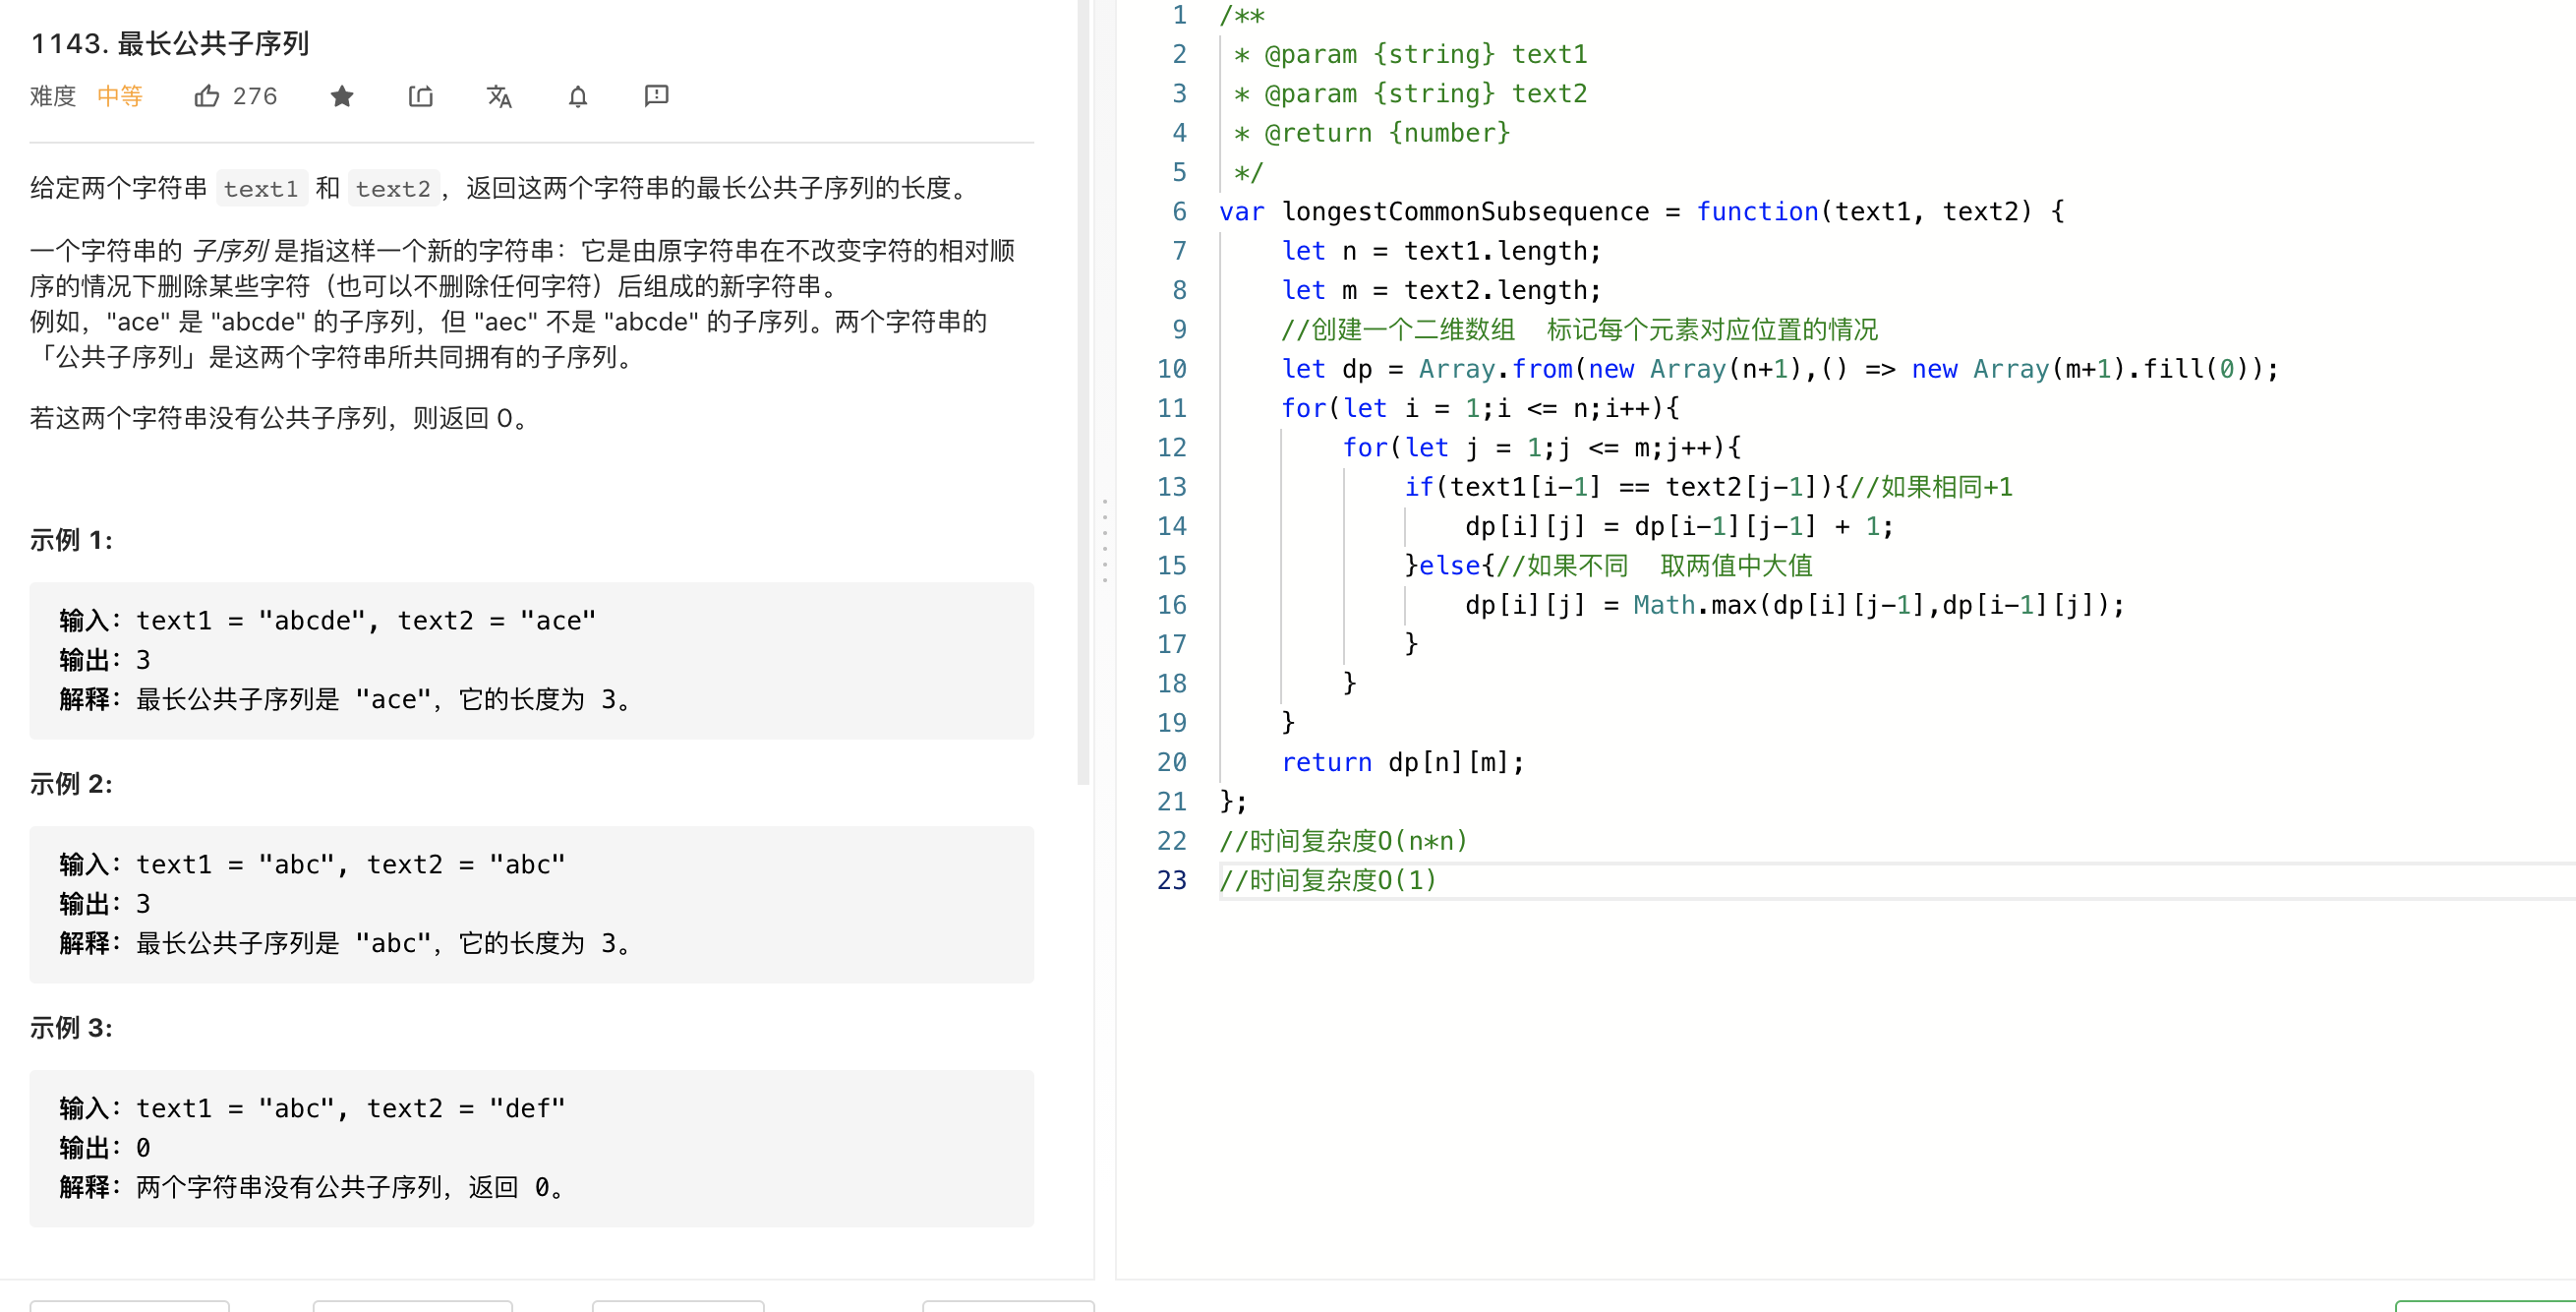 1143. 最长公共子序列
难度 中等 276
给定两个字符串 text1 和 text2，返回这两个字符串的最长公共子序列的长度。
一个字符串的 子序列 是指这样一个新的字符串：它是由原字符串在不改变字符的相对顺
序的情况下删除某些字符（也可以不删除任何字符）后组成的新字符串。
例如，"ace" 是 "abcde" 的子序列，但 "aec" 不是 "abcde" 的子序列。两个字符串的
「公共子序列」是这两个字符串所共同拥有的子序列。
若这两个字符串没有公共子序列，则返回 0。
示例 1:
输入：text1 = "abcde", text2 = "ace"
输出：3
解释：最长公共子序列是 "ace"，它的长度为 3。
示例 2:
输入：text1 = "abc", text2 = "abc"
输出：3
解释：最长公共子序列是 "abc"，它的长度为 3。
示例 3:
输入：text1 = "abc", text2 = "def"
输出：0
解释：两个字符串没有公共子序列，返回 0。
1 /**
2  * @param {string} text1
3  * @param {string} text2
4  * @return {number}
5  */
6 var longestCommonSubsequence = function(text1, text2) {
7     let n = text1.length;
8     let m = text2.length;
9     //创建一个二维数组  标记每个元素对应位置的情况
10     let dp = Array.from(new Array(n+1),() => new Array(m+1).fill(0));
11     for(let i = 1;i <= n;i++){
12         for(let j = 1;j <= m;j++){
13             if(text1[i-1] == text2[j-1]){//如果相同+1
14                 dp[i][j] = dp[i-1][j-1] + 1;
15             }else{//如果不同  取两值中大值
16                 dp[i][j] = Math.max(dp[i][j-1],dp[i-1][j]);
17             }
18         }
19     }
20     return dp[n][m];
21 };
22 //时间复杂度O(n*n)
23 //时间复杂度O(1)